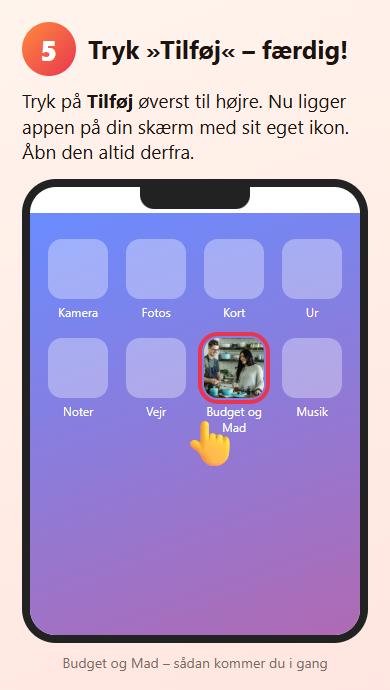 5
Tryk »Tilføj« – færdig!
Tryk på Tilføj øverst til højre. Nu ligger
appen på din skærm med sit eget ikon.
Åbn den altid derfra.
Kamera
Fotos
Kort
Ur
Noter
Vejr
Budget og
Mad
Musik
Budget og Mad – sådan kommer du i gang